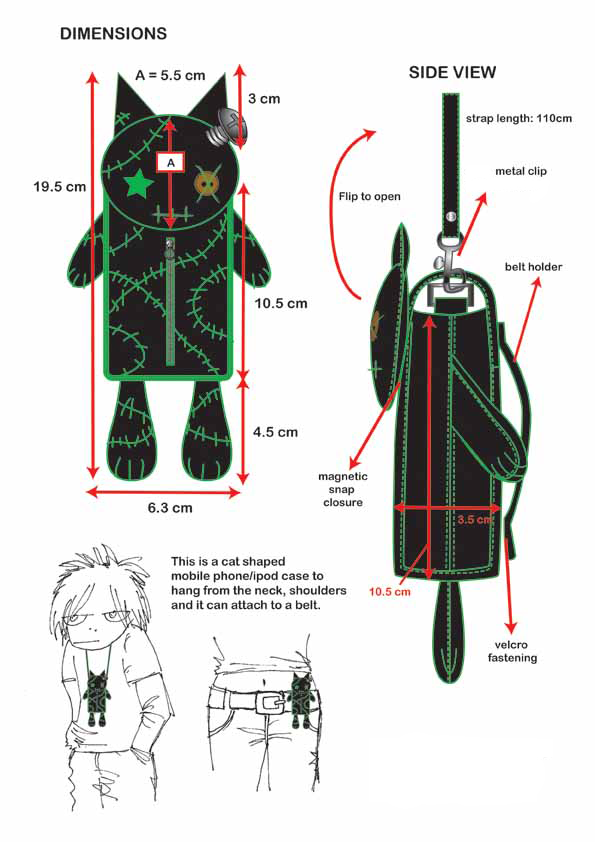 DIMENSIONS
A = 5.5 cm
3 cm
A
19.5 cm
10.5 cm
4.5 cm
6.3 cm
SIDE VIEW
strap length: 110cm
metal clip
Flip to open
belt holder
magnetic
snap
closure
3.5 cm
10.5 cm
velcro
fastening
This is a cat shaped
mobile phone/ipod case to
hang from the neck, shoulders
and it can attach to a belt.